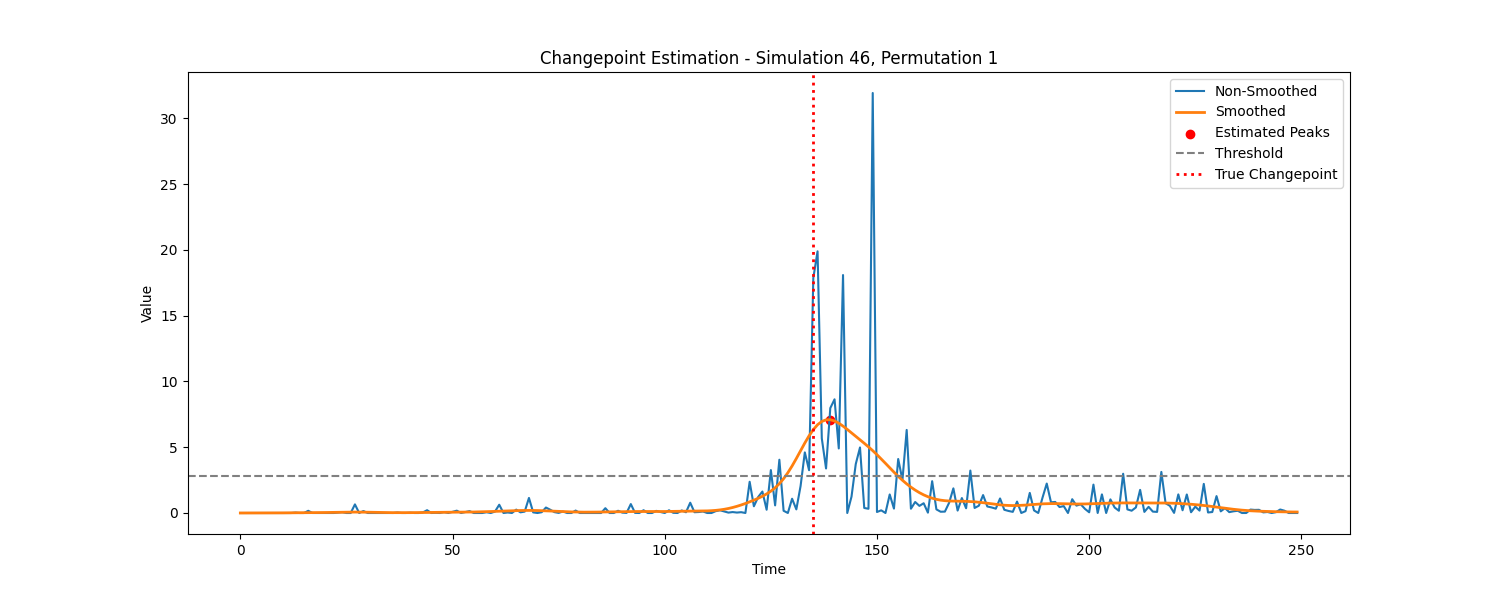 Changepoint Estimation - Simulation 46, Permutation 1
Non-Smoothed
Smoothed
Estimated Peaks
Threshold
True Changepoint
Value
30
25
20
15
10
5
0
0 50 100 150 200 250
Time